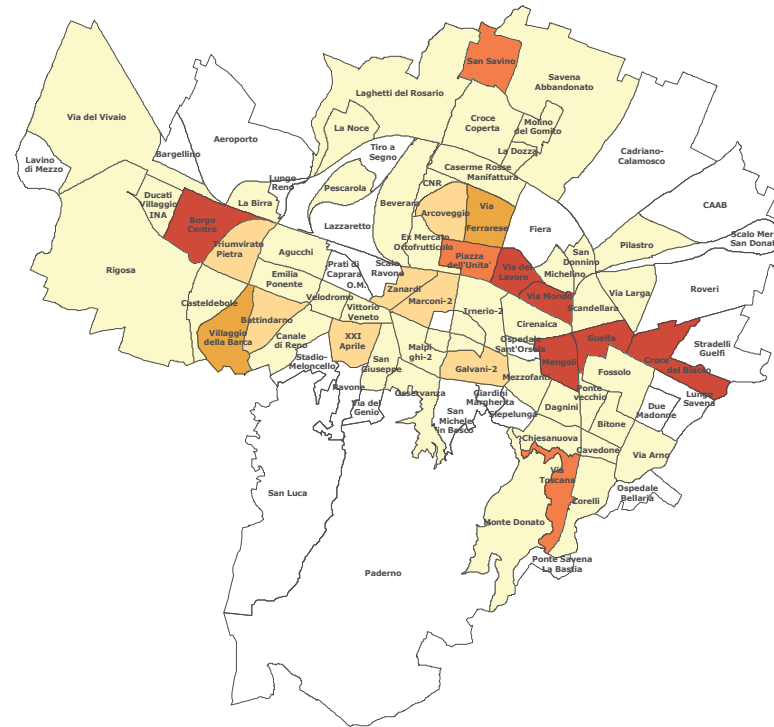 San Savino
Savena
Abbandonato
Laghetti del Rosario
Via del Vivaio
Croce
Coperta
Molino
del Gomito
La Noce
Aeroporto
Tiro a
Segno
La Dozza
Cadriano-
Calamosco
Bargellino
Lavino
di Mezzo
Caserme Rosse
Manifattura
Lungo
Reno
Pescarola
CNR
Ducati
Villaggio
INA
La Birra
Beverara
Arcoveggio
Via
Ferrarese
CAAB
Borgo
Centro
Lazzaretto
Fiera
Scalo Mer
San Donat
Triumvirato
Pietra
Ex Mercato
Ortofrutticolo
Pilastro
Agucchi
Piazza
dell'Unita'
San
Donnino
Prati di
Caprara
O.M.
Scalo
Ravone
Via del
Lavoro
Michelino
Rigosa
Emilia
Ponente
Zanardi
Via Larga
Roveri
Casteldebole
Velodromo
Marconi-2
Via Mondo
Scandellara
Vittorio
Veneto
Irnerio-2
Battindarno
Cirenaica
Villaggio
della Barca
Canale
di Reno
XXI
Aprile
Ospedale
Sant'Orsola
Guelfa
Stradelli
Guelfi
Malpi
ghi-2
Mengoli
Stadio-
Meloncello
San
Giuseppe
Croce
del Biacco
Galvani-2
Mezzofanti
Fossolo
Ravone
Osservanza
Giardini
Margherita
Ponte
vecchio
Lungo
Savena
Via del
Genio
San
Michele
in Bosco
Siepelunga
Dagnini
Due
Madonne
Bitone
Chiesanuova
Cavedone
Via Arno
Via
Toscana
San Luca
Ospedale
Bellaria
Corelli
Monte Donato
Ponte Savena
La Bastia
Paderno